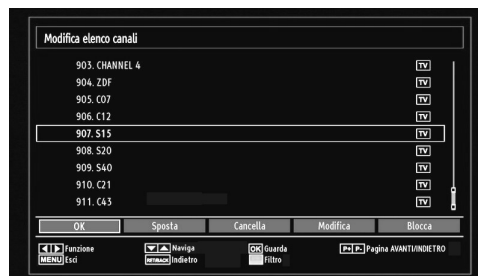 Modifica elenco canali
903. CHANNEL 4 TV
904. ZDF TV
905. C07 TV
906. C12 TV
907. S15 TV
908. S20 TV
909. S40 TV
910. C21 TV
911. C43 TV
OK Sposta Cancella Modifica Blocca
Funzione Naviga OK Guarda P+ P- Pagina AVANTI/INDIETRO
MENU Esci RET/BACK Indietro Filtro